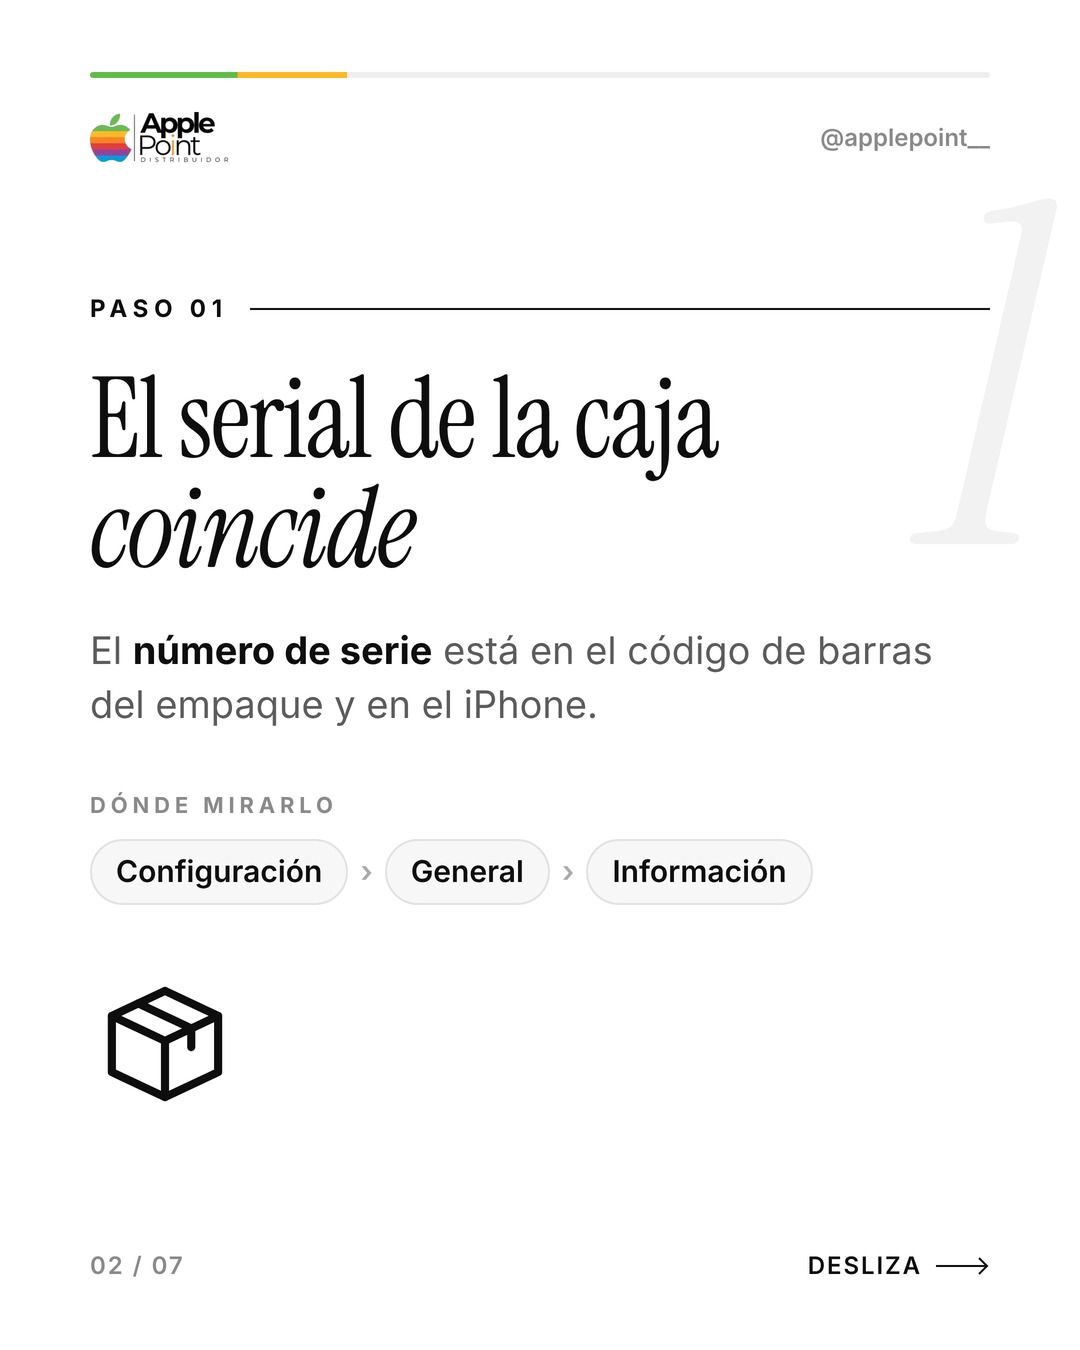 Apple
Point
DISTRIBUIDOR
@applepoint__
1
PASO 01
El serial de la caja
coincide
El número de serie está en el código de barras
del empaque y en el iPhone.
DÓNDE MIRARLO
Configuración › General › Información
02 / 07
DESLIZA